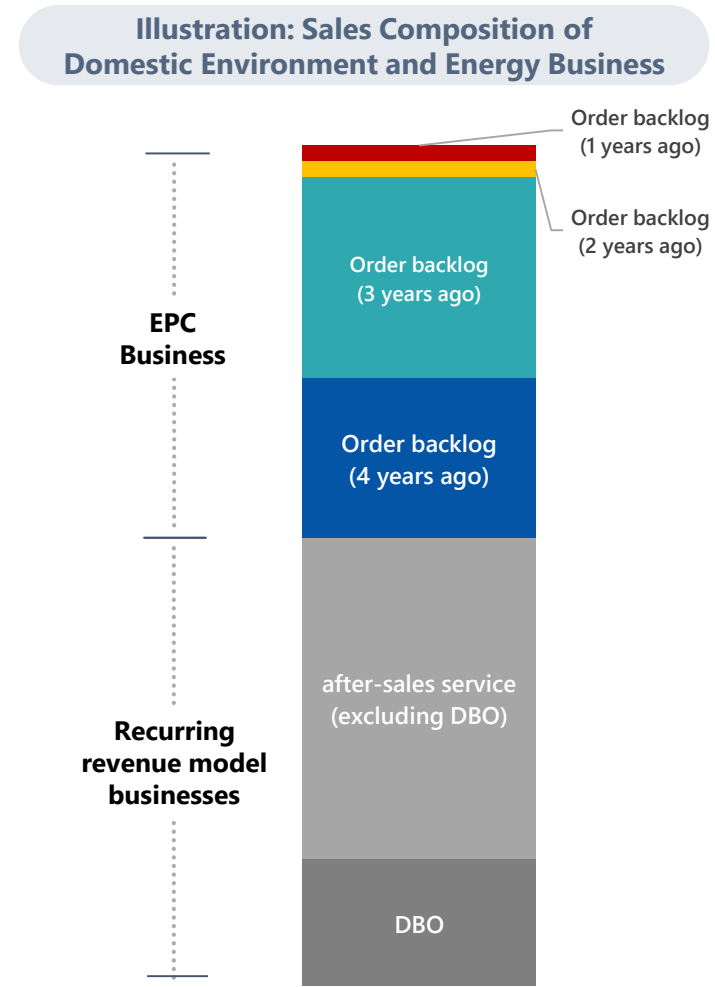 Illustration: Sales Composition of
Domestic Environment and Energy Business
Order backlog
(1 years ago)
Order backlog
(2 years ago)
Order backlog
(3 years ago)
EPC
Business
Order backlog
(4 years ago)
after-sales service
(excluding DBO)
Recurring
revenue model
businesses
DBO